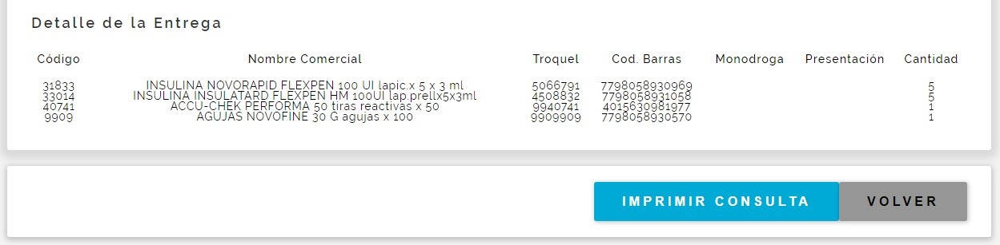 Detalle de la Entrega
Código Nombre Comercial Troquel Cod. Barras Monodroga Presentación Cantidad
31833 INSULINA NOVORAPID FLEXPEN 100 UI lapic.x 5 x 3 ml 5066791 7798058930969 5
33014 INSULINA INSULATARD FLEXPEN HM 100UI lap.prellx5x3ml 4508832 7798058931058 5
40741 ACCU-CHEK PERFORMA 50 tiras reactivas x 50 9940741 4015630981977 1
9909 AGUJAS NOVOFINE 30 G agujas x 100 9909909 7798058930570 1
IMPRIMIR CONSULTA VOLVER